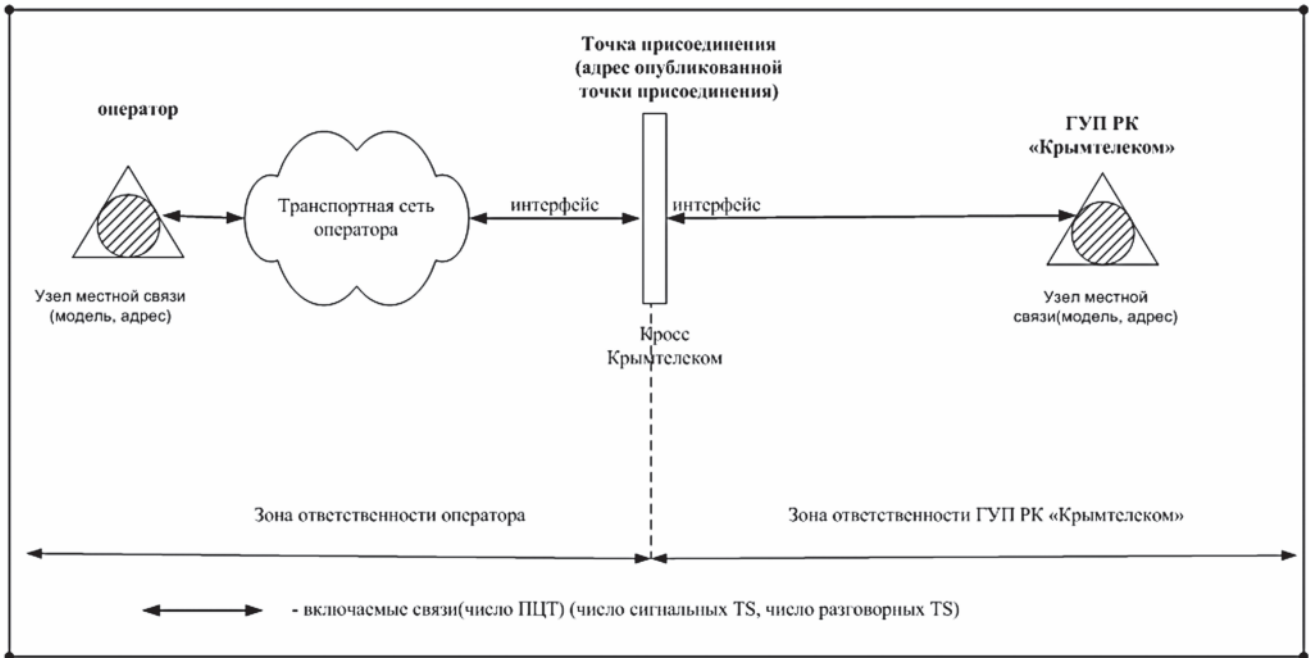 Точка присоединения
(адрес опубликованной
точки присоединения)
оператор
ГУП РК
«Крымтелеком»
Транспортная сеть
оператора
интерфейс
интерфейс
Узел местной связи
(модель, адрес)
Узел местной
связи(модель, адрес)
Кросс
Крымтелеком
Зона ответственности оператора
Зона ответственности ГУП РК «Крымтелеком»
- включаемые связи(число ПЦТ) (число сигнальных TS, число разговорных TS)